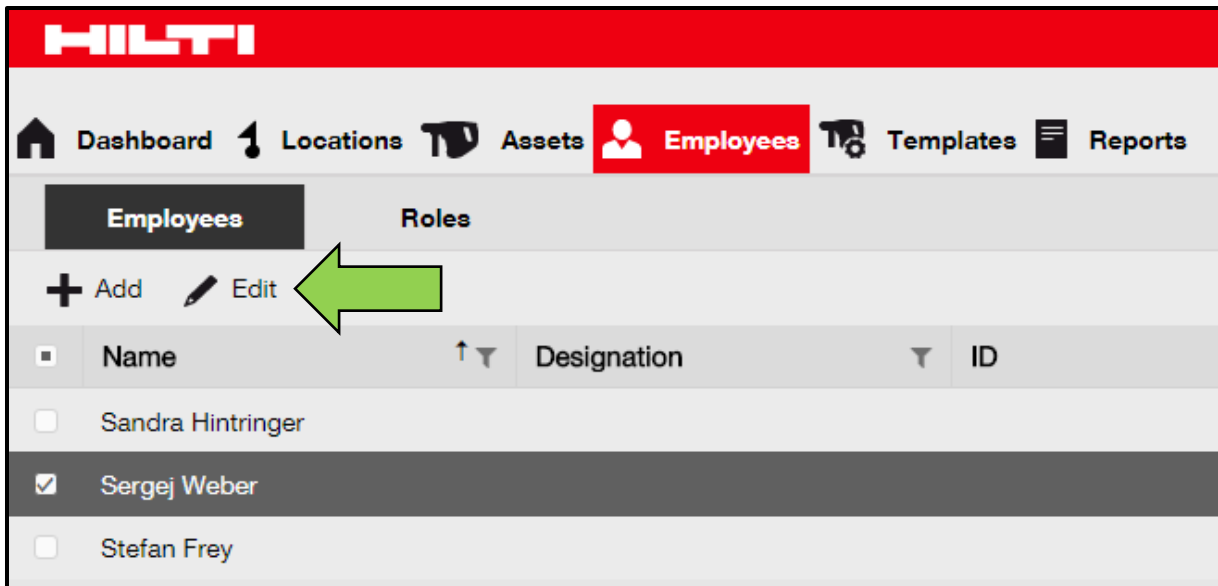 HILTI
Dashboard Locations Assets Employees Templates Reports
Employees Roles
Add Edit
Name Designation ID
Sandra Hintringer
Sergej Weber
Stefan Frey